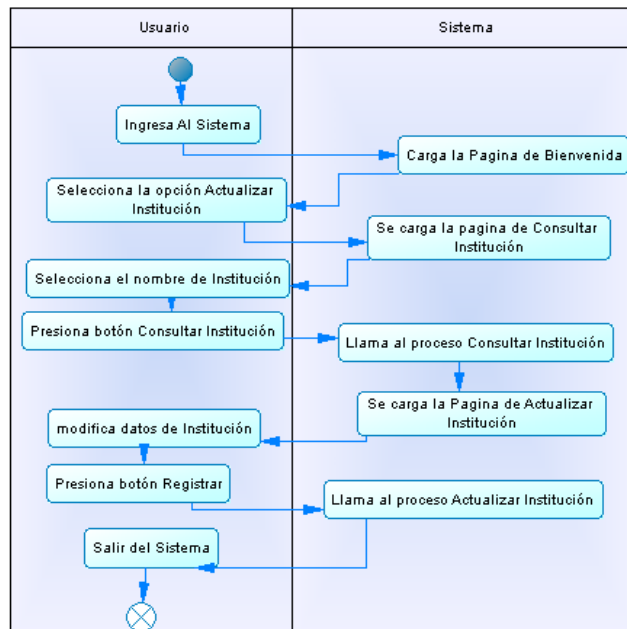 Usuario
Sistema
Ingresa Al Sistema
Carga la Pagina de Bienvenida
Selecciona la opción Actualizar
Institución
Se carga la pagina de Consultar
Institución
Selecciona el nombre de Institución
Presiona botón Consultar Institución
Llama al proceso Consultar Institución
Se carga la Pagina de Actualizar
Institución
modifica datos de Institución
Presiona botón Registrar
Llama al proceso Actualizar Institución
Salir del Sistema